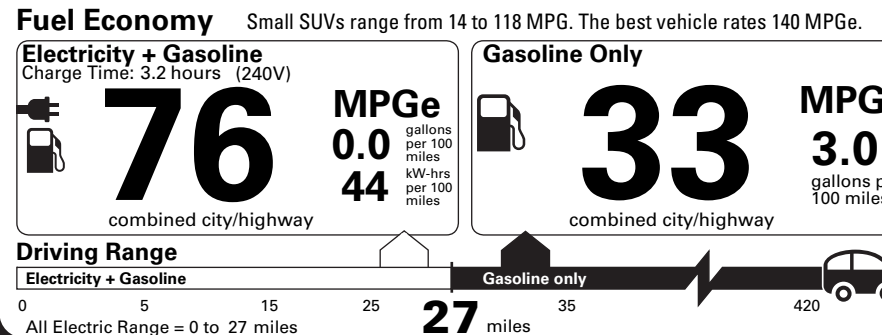 Fuel Economy Small SUVs range from 14 to 118 MPG. The best vehicle rates 140 MPGe.
Electricity + Gasoline
Charge Time: 3.2 hours (240V)
76
MPGe
0.0 gallons per 100 miles
44 kW-hrs per 100 miles
combined city/highway
Gasoline Only
33
MPG
3.0
gallons p
100 miles
combined city/highway
Driving Range
Electricity + Gasoline
Gasoline only
0 5 15 25 35 420
All Electric Range = 0 to 27 miles
27 miles